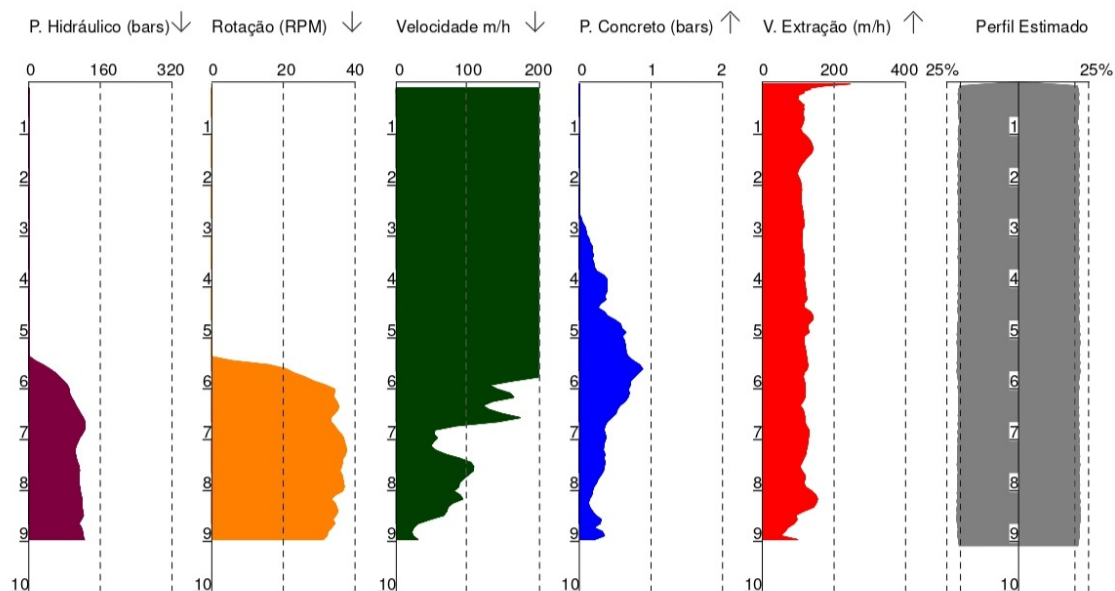 P. Hidráulico (bars) ↓ Rotação (RPM) ↓ Velocidade m/h ↓ P. Concreto (bars) ↑ V. Extração (m/h) ↑ Perfil Estimado
0 160 320 0 20 40 0 100 200 0 1 2 0 200 400 25% 25%
1 1 1 1 1 1
2 2 2 2 2 2
3 3 3 3 3 3
4 4 4 4 4 4
5 5 5 5 5 5
6 6 6 6 6 6
7 7 7 7 7 7
8 8 8 8 8 8
9 9 9 9 9 9
10 10 10 10 10 10